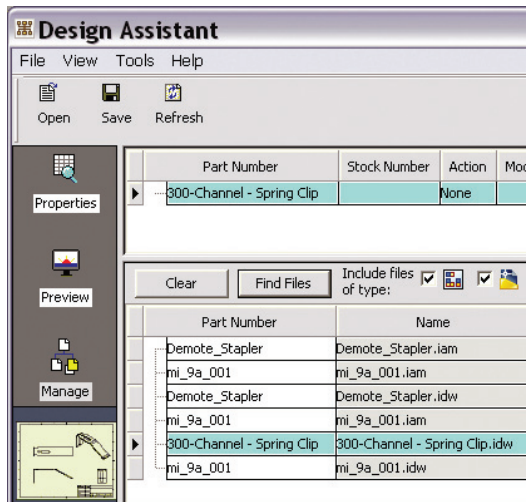 Design Assistant
File View Tools Help
Open Save Refresh
Properties
Preview
Manage
Part Number Stock Number Action
300-Channel - Spring Clip None
Clear Find Files Include files of type:
Part Number Name
Demote_Stapler Demote_Stapler.iam
mi_9a_001 mi_9a_001.iam
Demote_Stapler Demote_Stapler.idw
mi_9a_001 mi_9a_001.iam
300-Channel - Spring Clip 300-Channel - Spring Clip.idw
mi_9a_001 mi_9a_001.idw